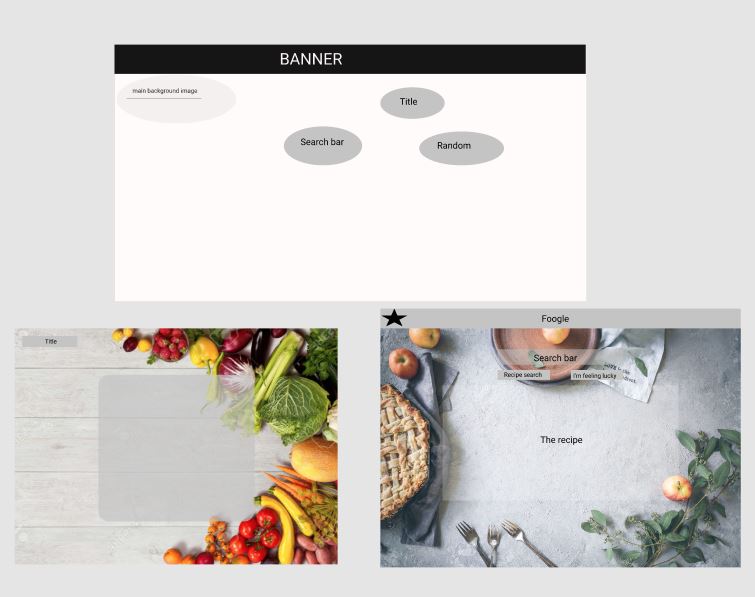 BANNER
main background image
Title
Search bar
Random
Title
Foogle
Search bar
Recipe search
I'm feeling lucky
The recipe